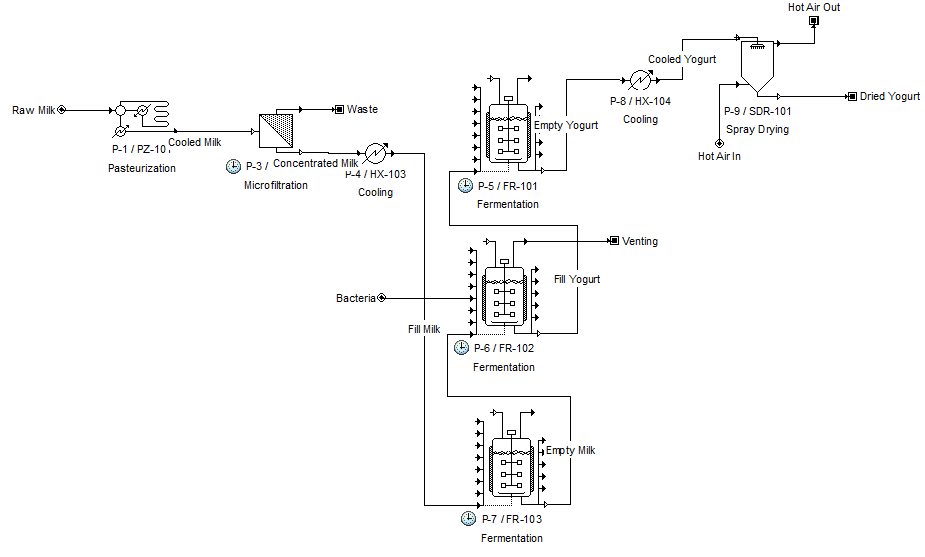 Hot Air Out
Cooled Yogurt
Raw Milk
Waste
Cooled Milk
P-1 / PZ-10
Pasteurization
P-3 /
Concentrated Milk
Microfiltration
P-4 / HX-103
Cooling
Empty Yogurt
P-5 / FR-101
Fermentation
P-8 / HX-104
Cooling
Dried Yogurt
P-9 / SDR-101
Spray Drying
Hot Air In
Venting
Fill Yogurt
Bacteria
Fill Milk
P-6 / FR-102
Fermentation
Empty Milk
P-7 / FR-103
Fermentation